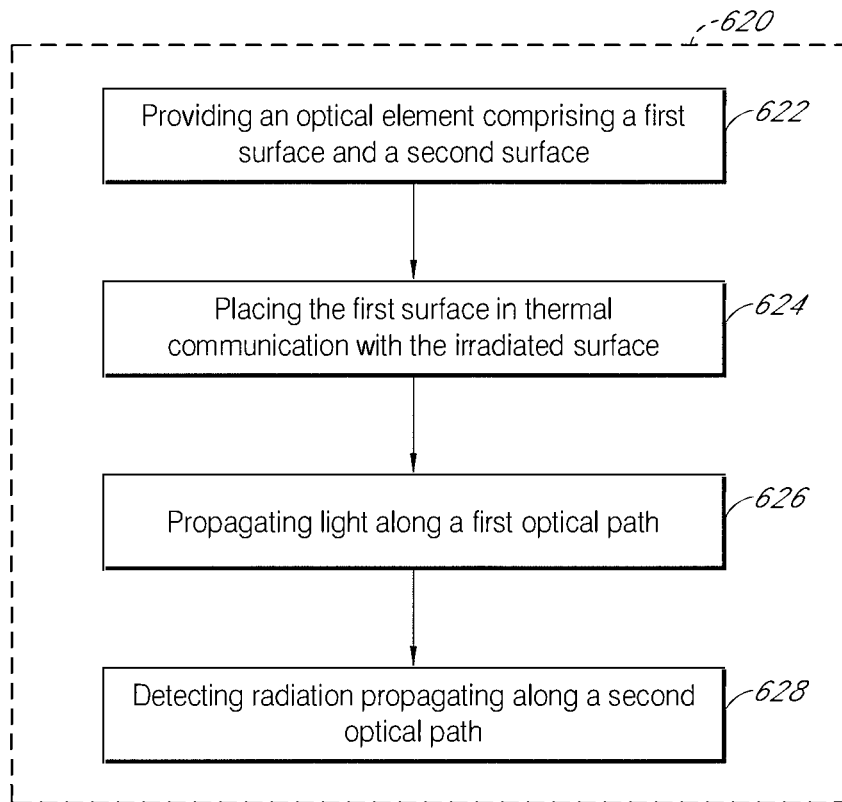 620
Providing an optical element comprising a first
surface and a second surface
622
Placing the first surface in thermal
communication with the irradiated surface
624
Propagating light along a first optical path
626
Detecting radiation propagating along a second
optical path
628